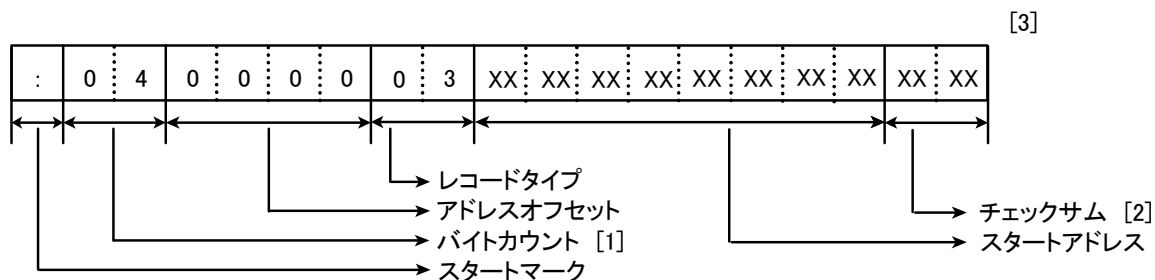 [3]
: 0 4 0 0 0 0 0 3 XX XX XX XX XX XX XX XX XX XX
レコードタイプ
アドレスオフセット
チェックサム [2]
バイトカウント [1]
スタートアドレス
スタートマーク